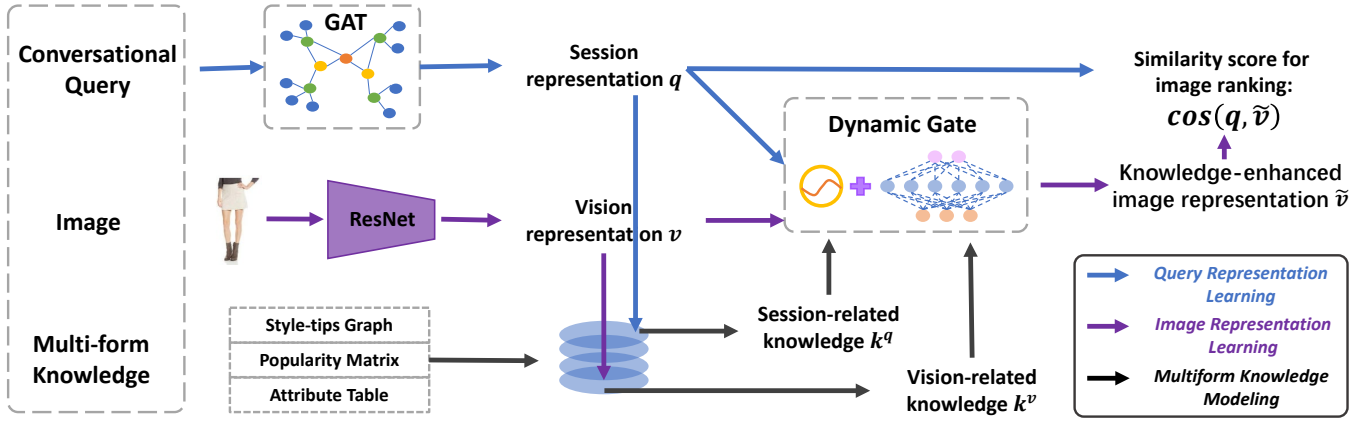 Conversational
Query
Image
Multi-form
Knowledge
GAT
ResNet
Style-tips Graph
Popularity Matrix
Attribute Table
Session
representation q
Vision
representation v
Dynamic Gate
Session-related
knowledge k^q
Vision-related
knowledge k^v
Similarity score for
image ranking:
cos(q, ṽ)
Knowledge-enhanced
image representation ṽ
Query Representation
Learning
Image Representation
Learning
Multiform Knowledge
Modeling